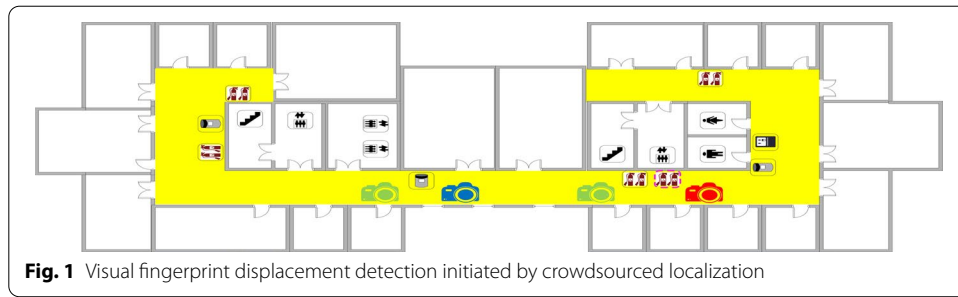 Fig. 1 Visual fingerprint displacement detection initiated by crowdsourced localization